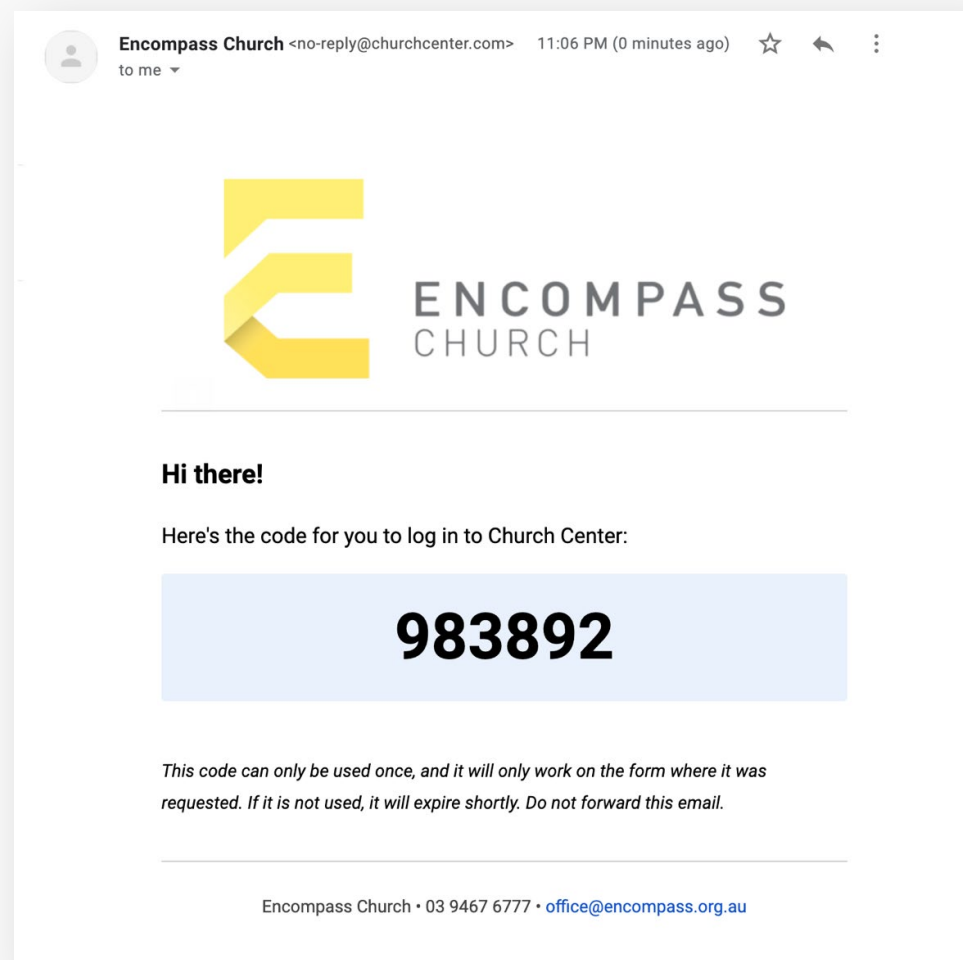 Encompass Church <no-reply@churchcenter.com> 11:06 PM (0 minutes ago)
to me
ENCOMPASS
CHURCH
Hi there!
Here's the code for you to log in to Church Center:
983892
This code can only be used once, and it will only work on the form where it was
requested. If it is not used, it will expire shortly. Do not forward this email.
Encompass Church • 03 9467 6777 • office@encompass.org.au